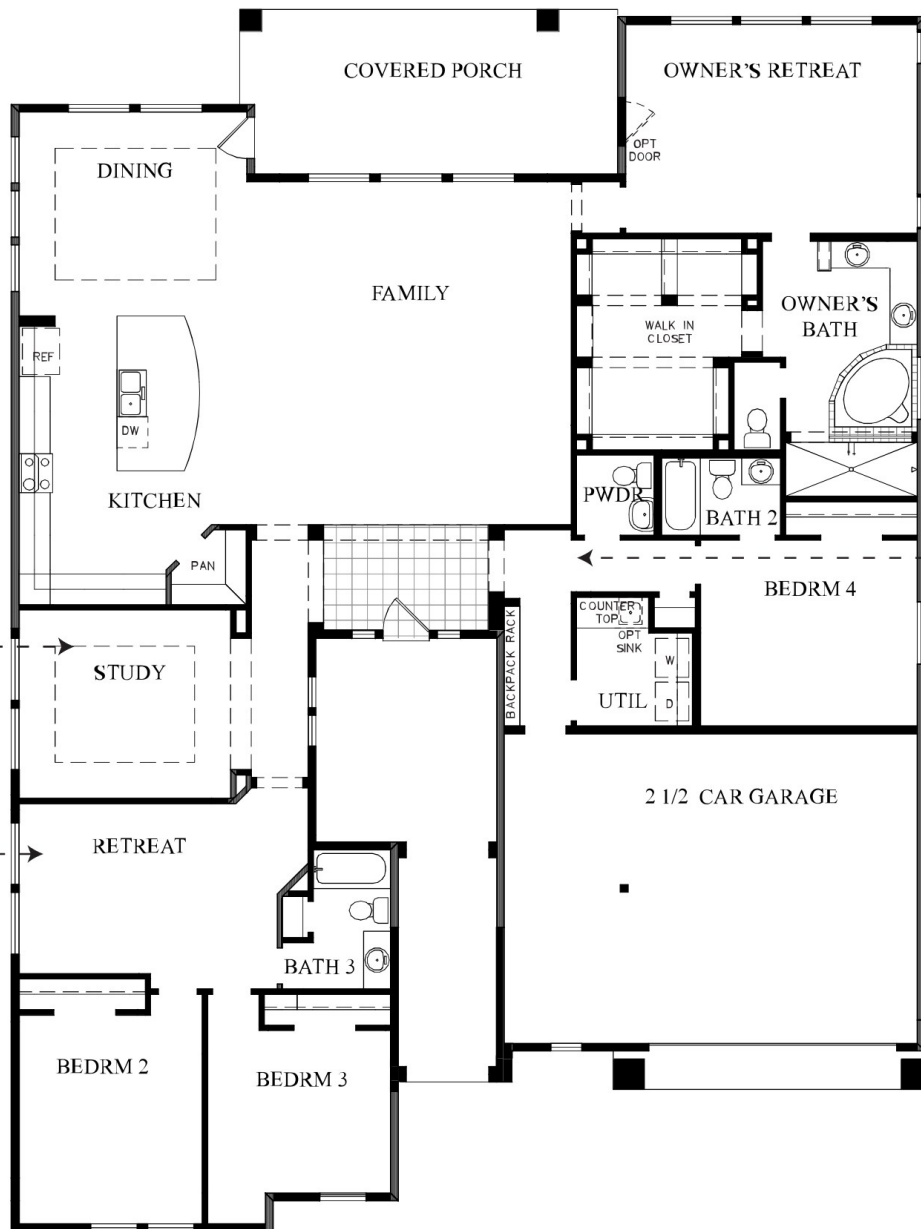 COVERED PORCH
OWNER'S RETREAT
OPT
DOOR
DINING
FAMILY
WALK IN
CLOSET
OWNER'S
BATH
REF
DW
KITCHEN
PAN
PWDR
BATH 2
BEDRM 4
COUNTER
TOP
OPT
SINK
BACKPACK RACK
W
D
UTIL
STUDY
2 1/2 CAR GARAGE
RETREAT
BATH 3
BEDRM 2
BEDRM 3